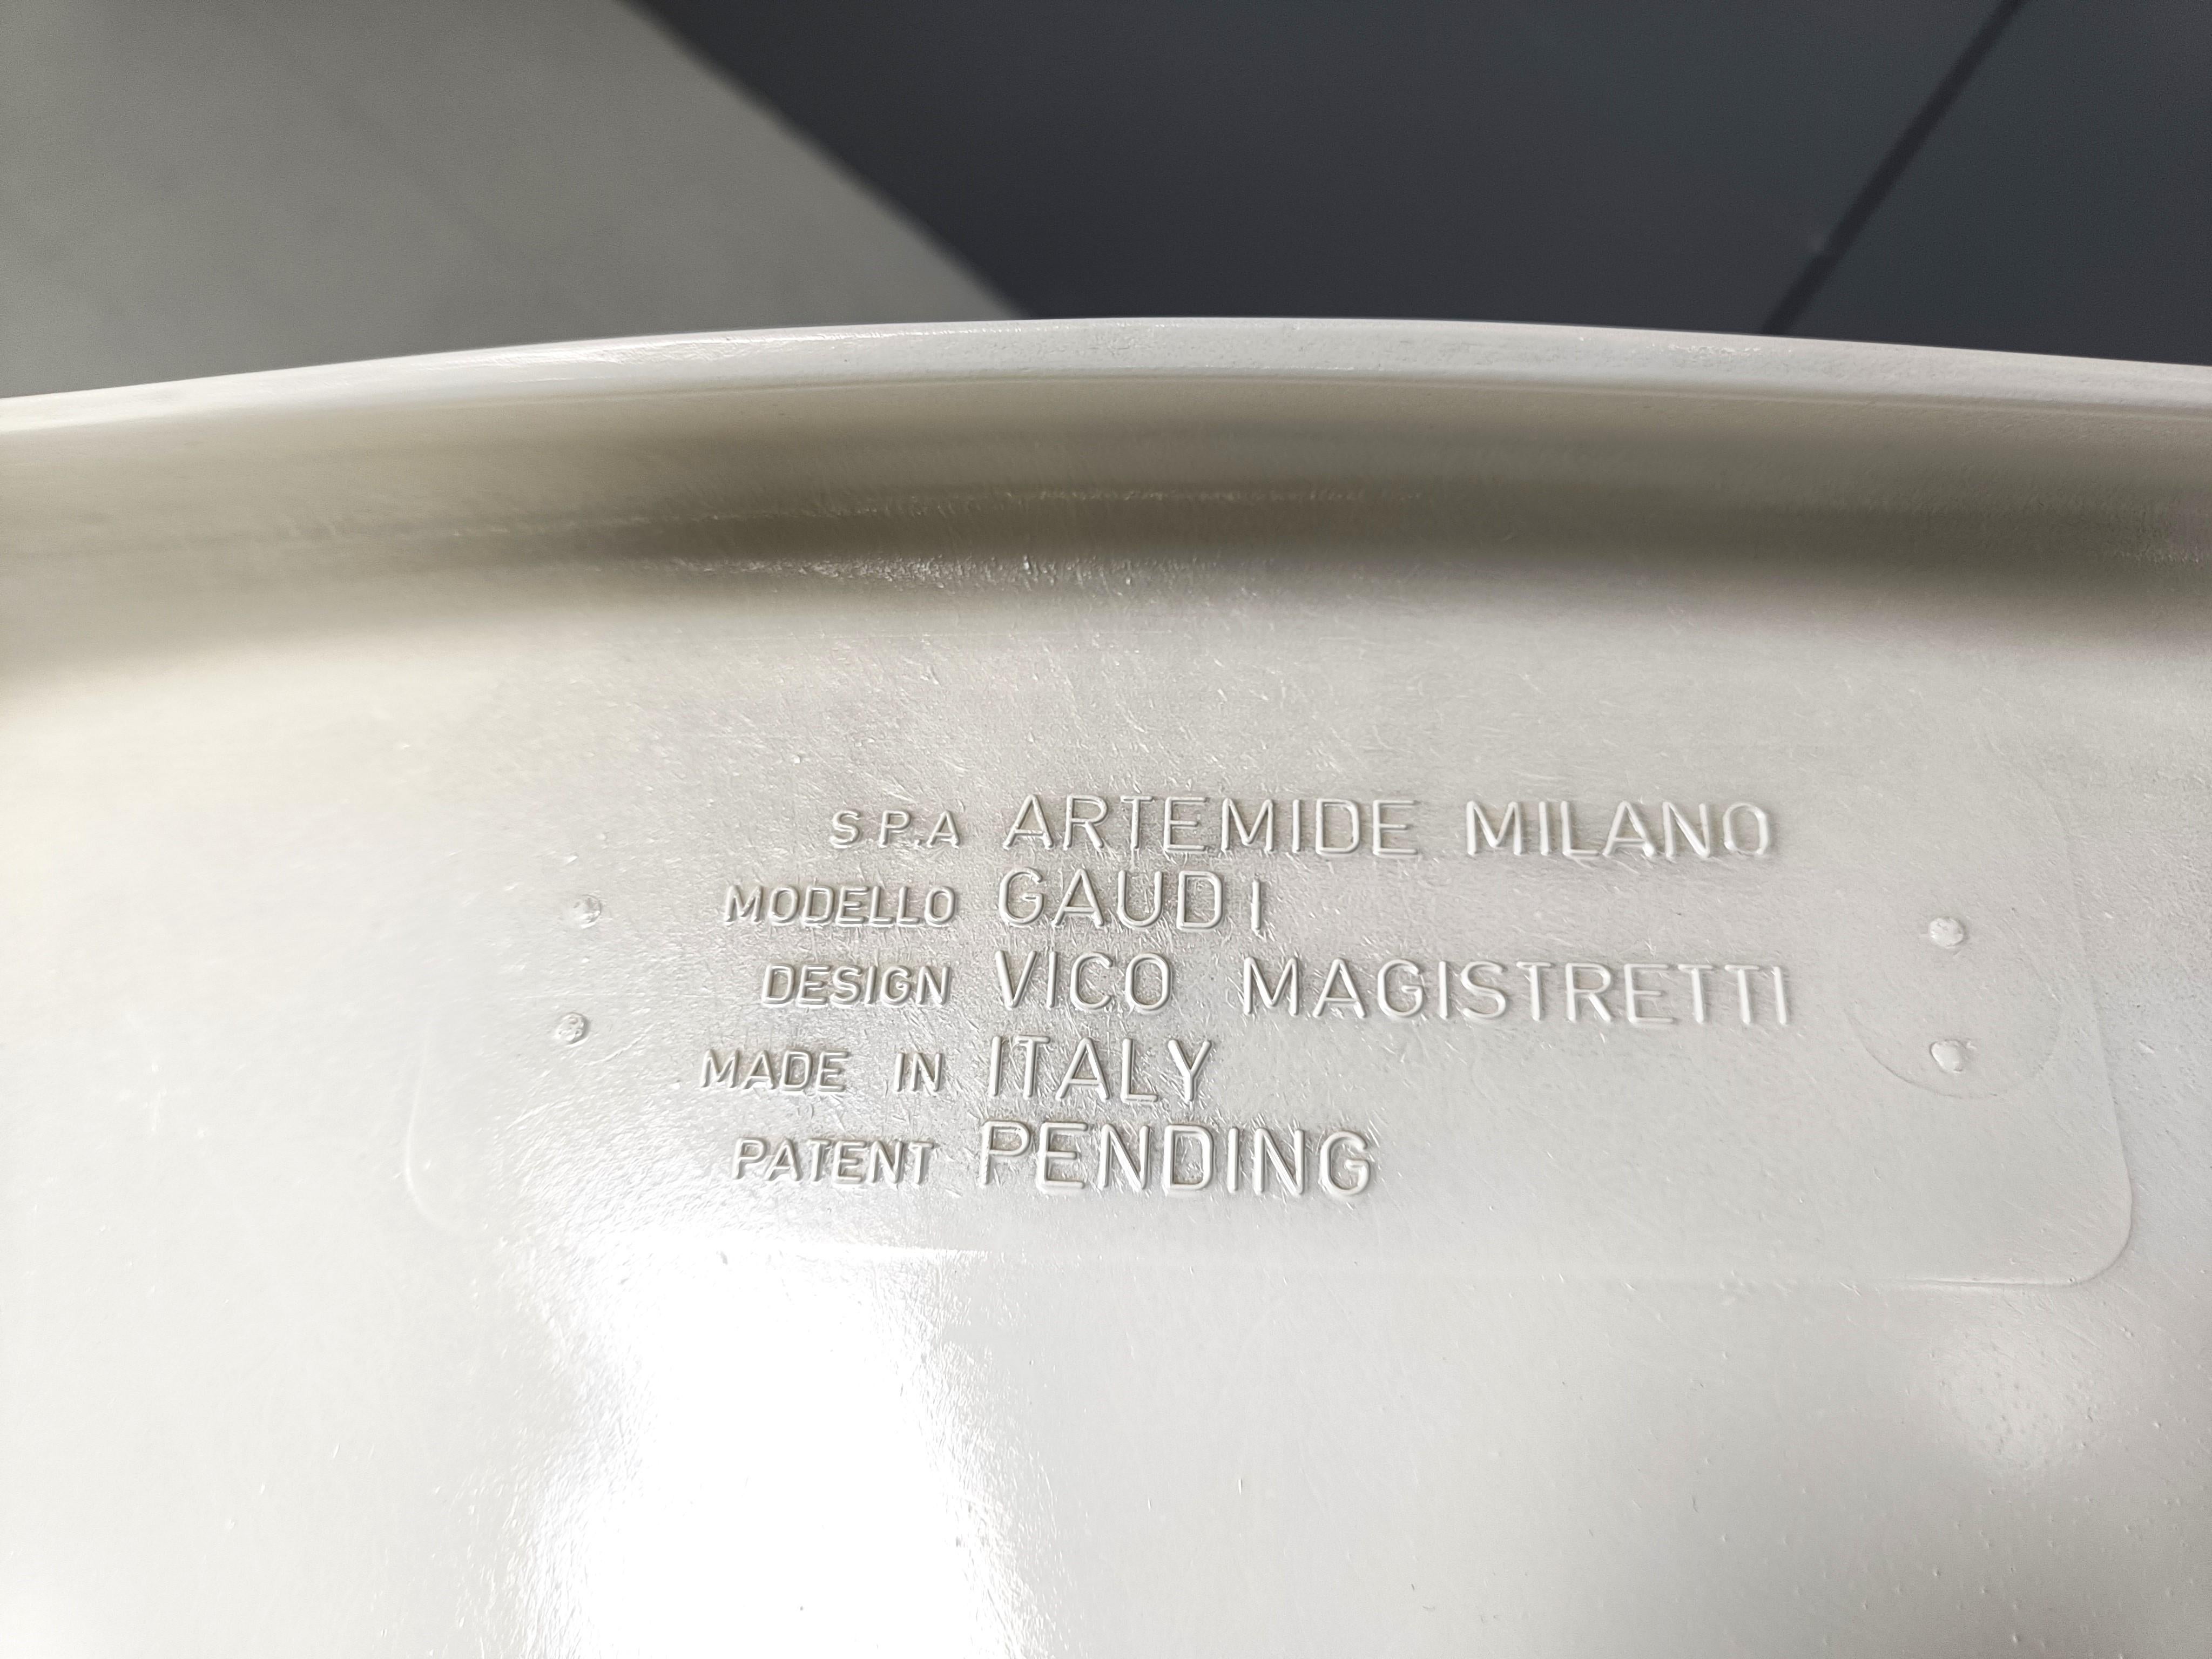 S.P.A ARTEMIDE MILANO
MODELLO GAUDI
DESIGN VICO MAGISTRETTI
MADE IN ITALY
PATENT PENDING